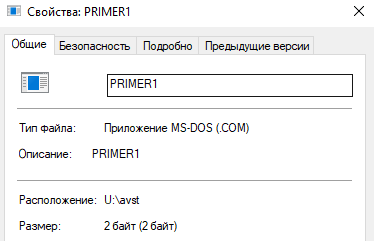 Свойства: PRIMER1
Общие Безопасность Подробно Предыдущие версии
PRIMER1
Тип файла: Приложение MS-DOS (.COM)
Описание: PRIMER1
Расположение: U:\avst
Размер: 2 байт (2 байт)